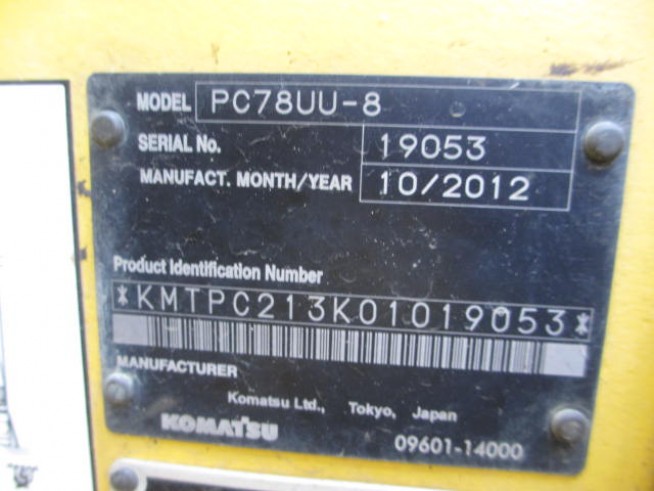 MODEL PC78UU-8
SERIAL No. 19053
MANUFACT. MONTH/YEAR 10/2012
Product Identification Number
*KMTPC213K01019053*
MANUFACTURER
Komatsu Ltd., Tokyo, Japan
KOMATSU
09601-14000